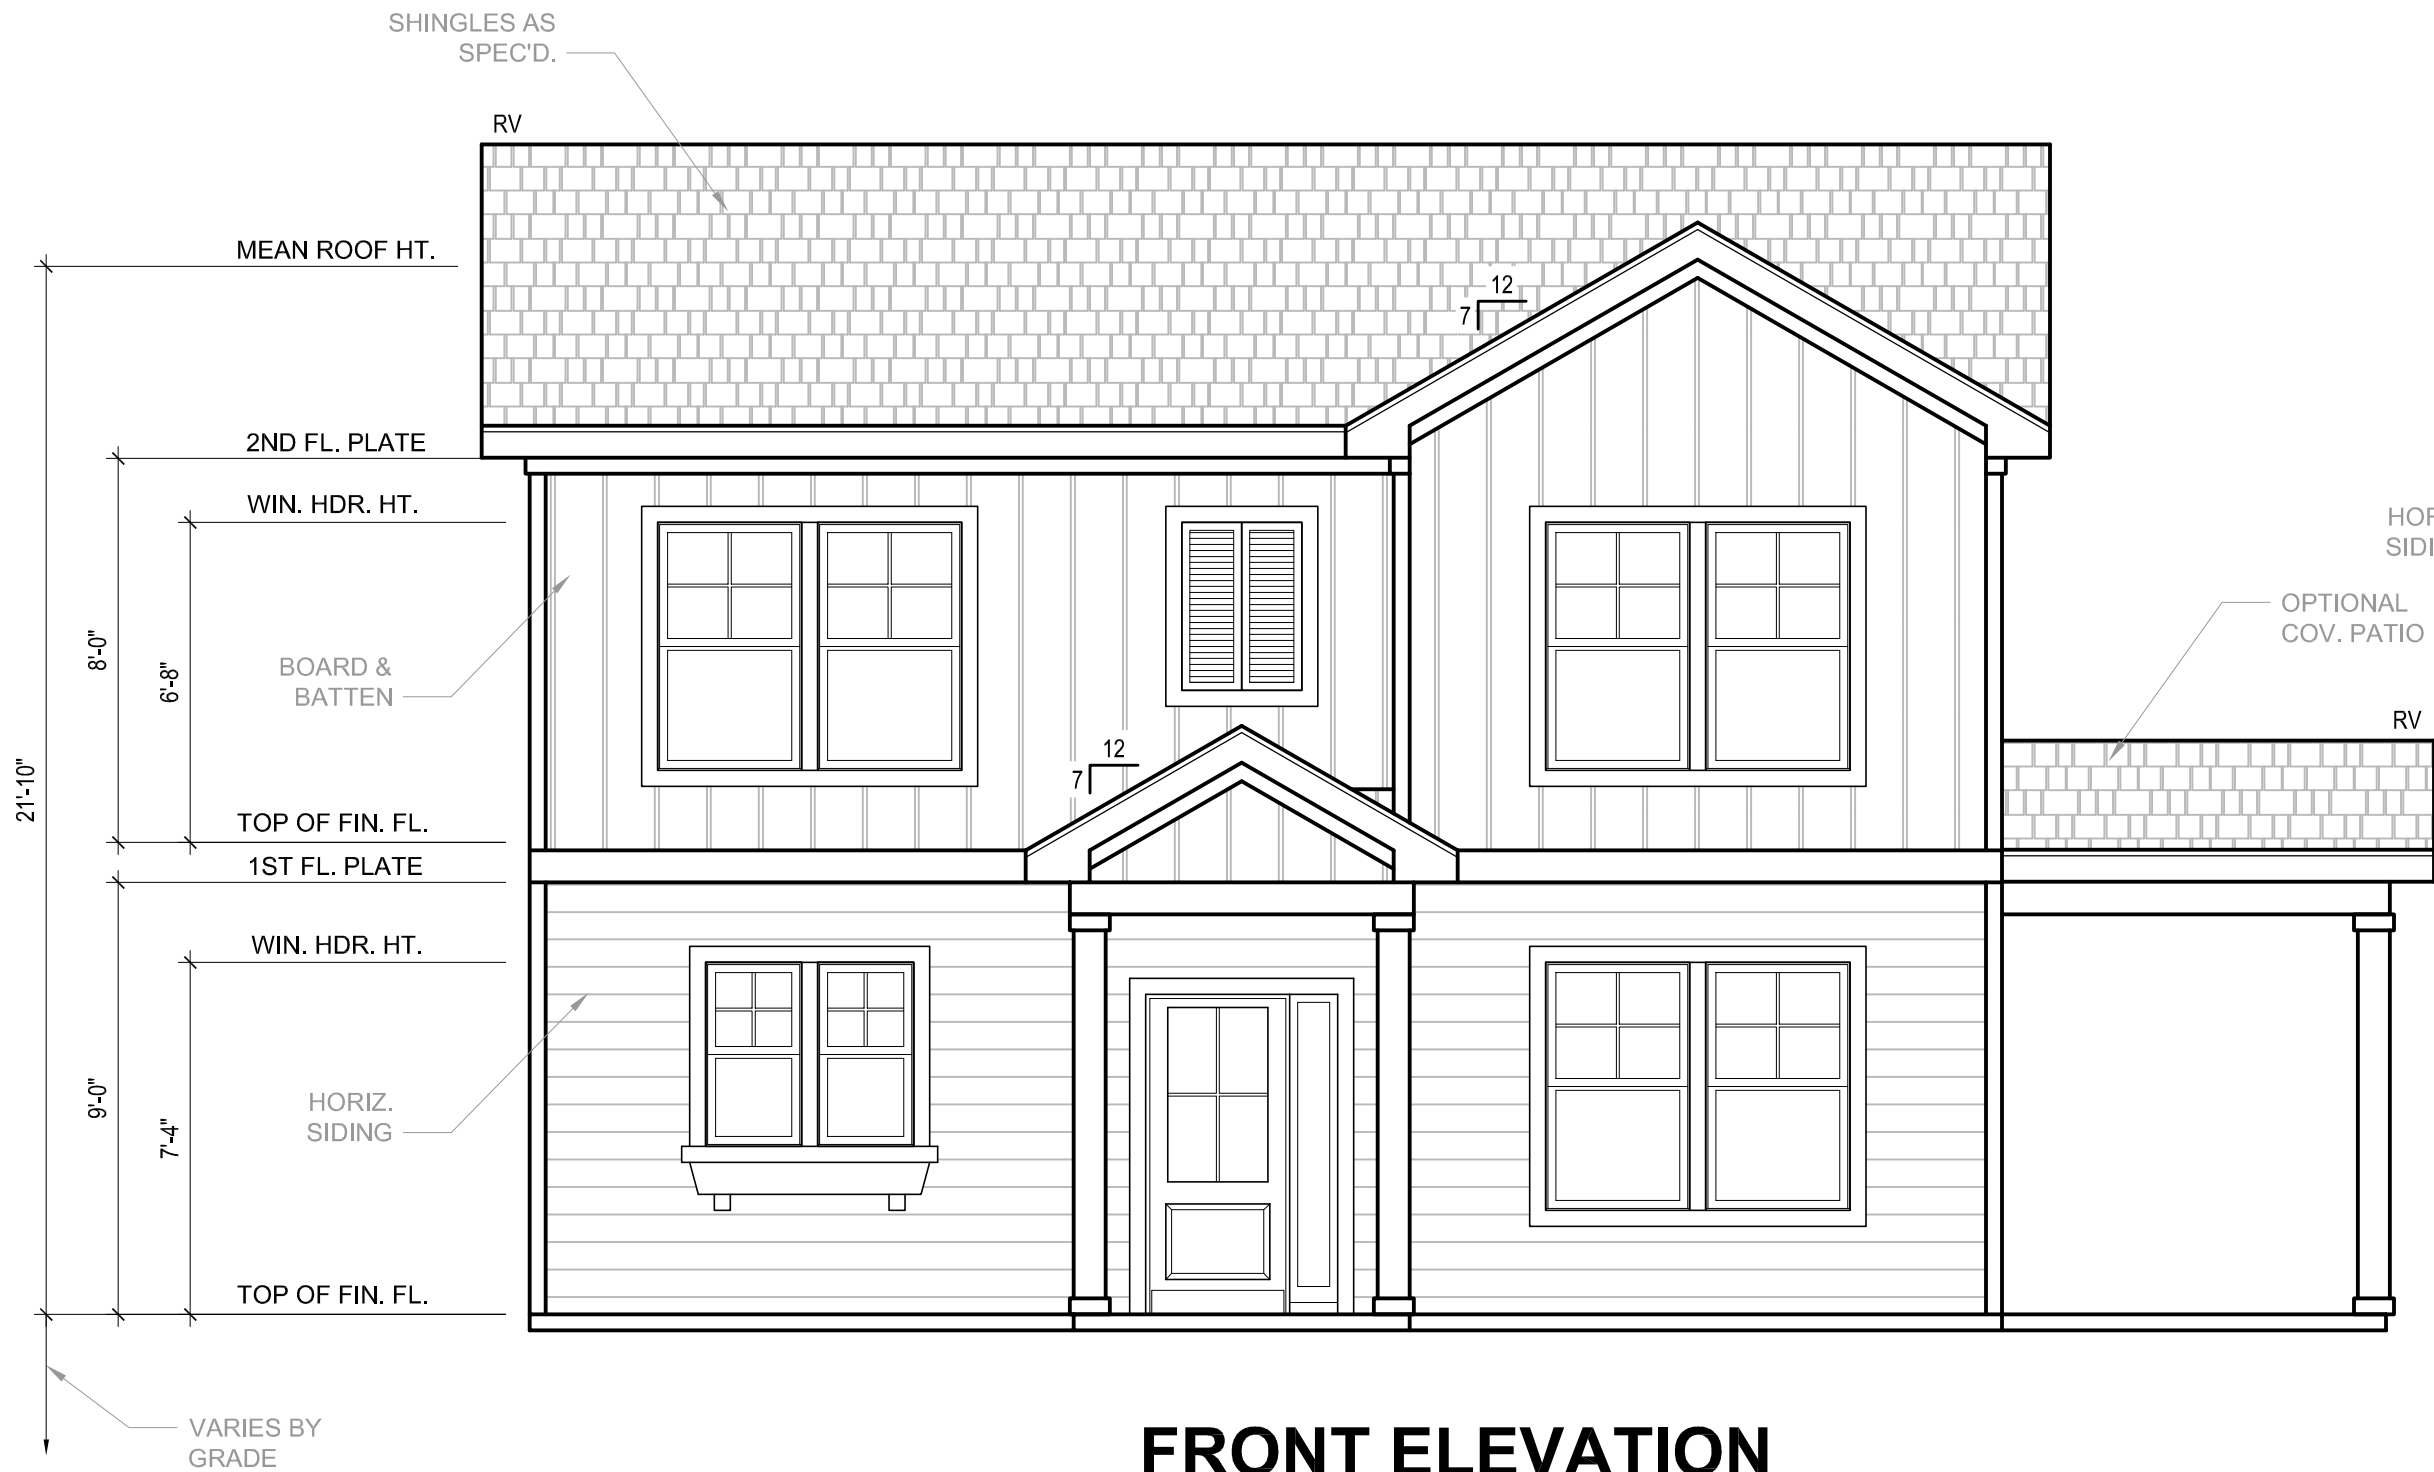 SHINGLES AS
SPEC'D.
RV
MEAN ROOF HT.
12
7
2ND FL. PLATE
WIN. HDR. HT.
HOR
SIDI
OPTIONAL
COV. PATIO
8'-0"
6'-8"
BOARD &
BATTEN
RV
12
7
21'-10"
TOP OF FIN. FL.
1ST FL. PLATE
WIN. HDR. HT.
9'-0"
7'-4"
HORIZ.
SIDING
TOP OF FIN. FL.
VARIES BY
GRADE
FRONT ELEVATION